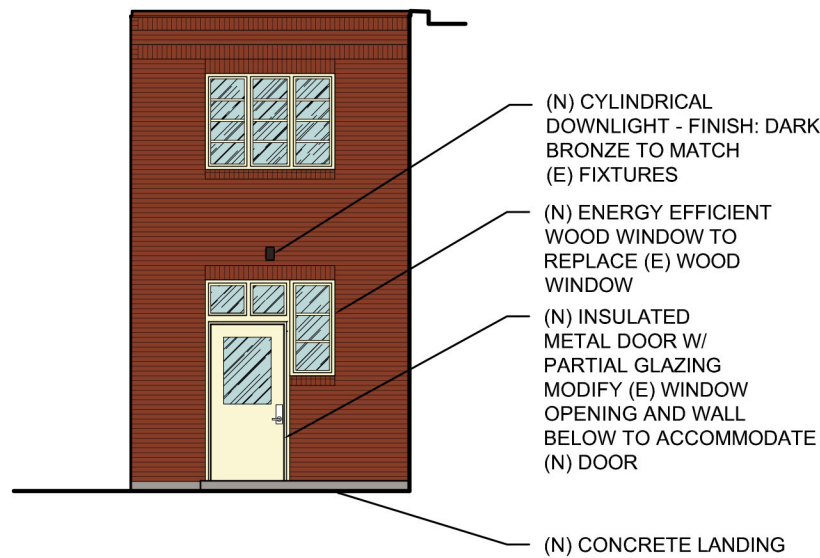 (N) CYLINDRICAL
DOWNLIGHT - FINISH: DARK
BRONZE TO MATCH
(E) FIXTURES
(N) ENERGY EFFICIENT
WOOD WINDOW TO
REPLACE (E) WOOD
WINDOW
(N) INSULATED
METAL DOOR W/
PARTIAL GLAZING
MODIFY (E) WINDOW
OPENING AND WALL
BELOW TO ACCOMMODATE
(N) DOOR
(N) CONCRETE LANDING